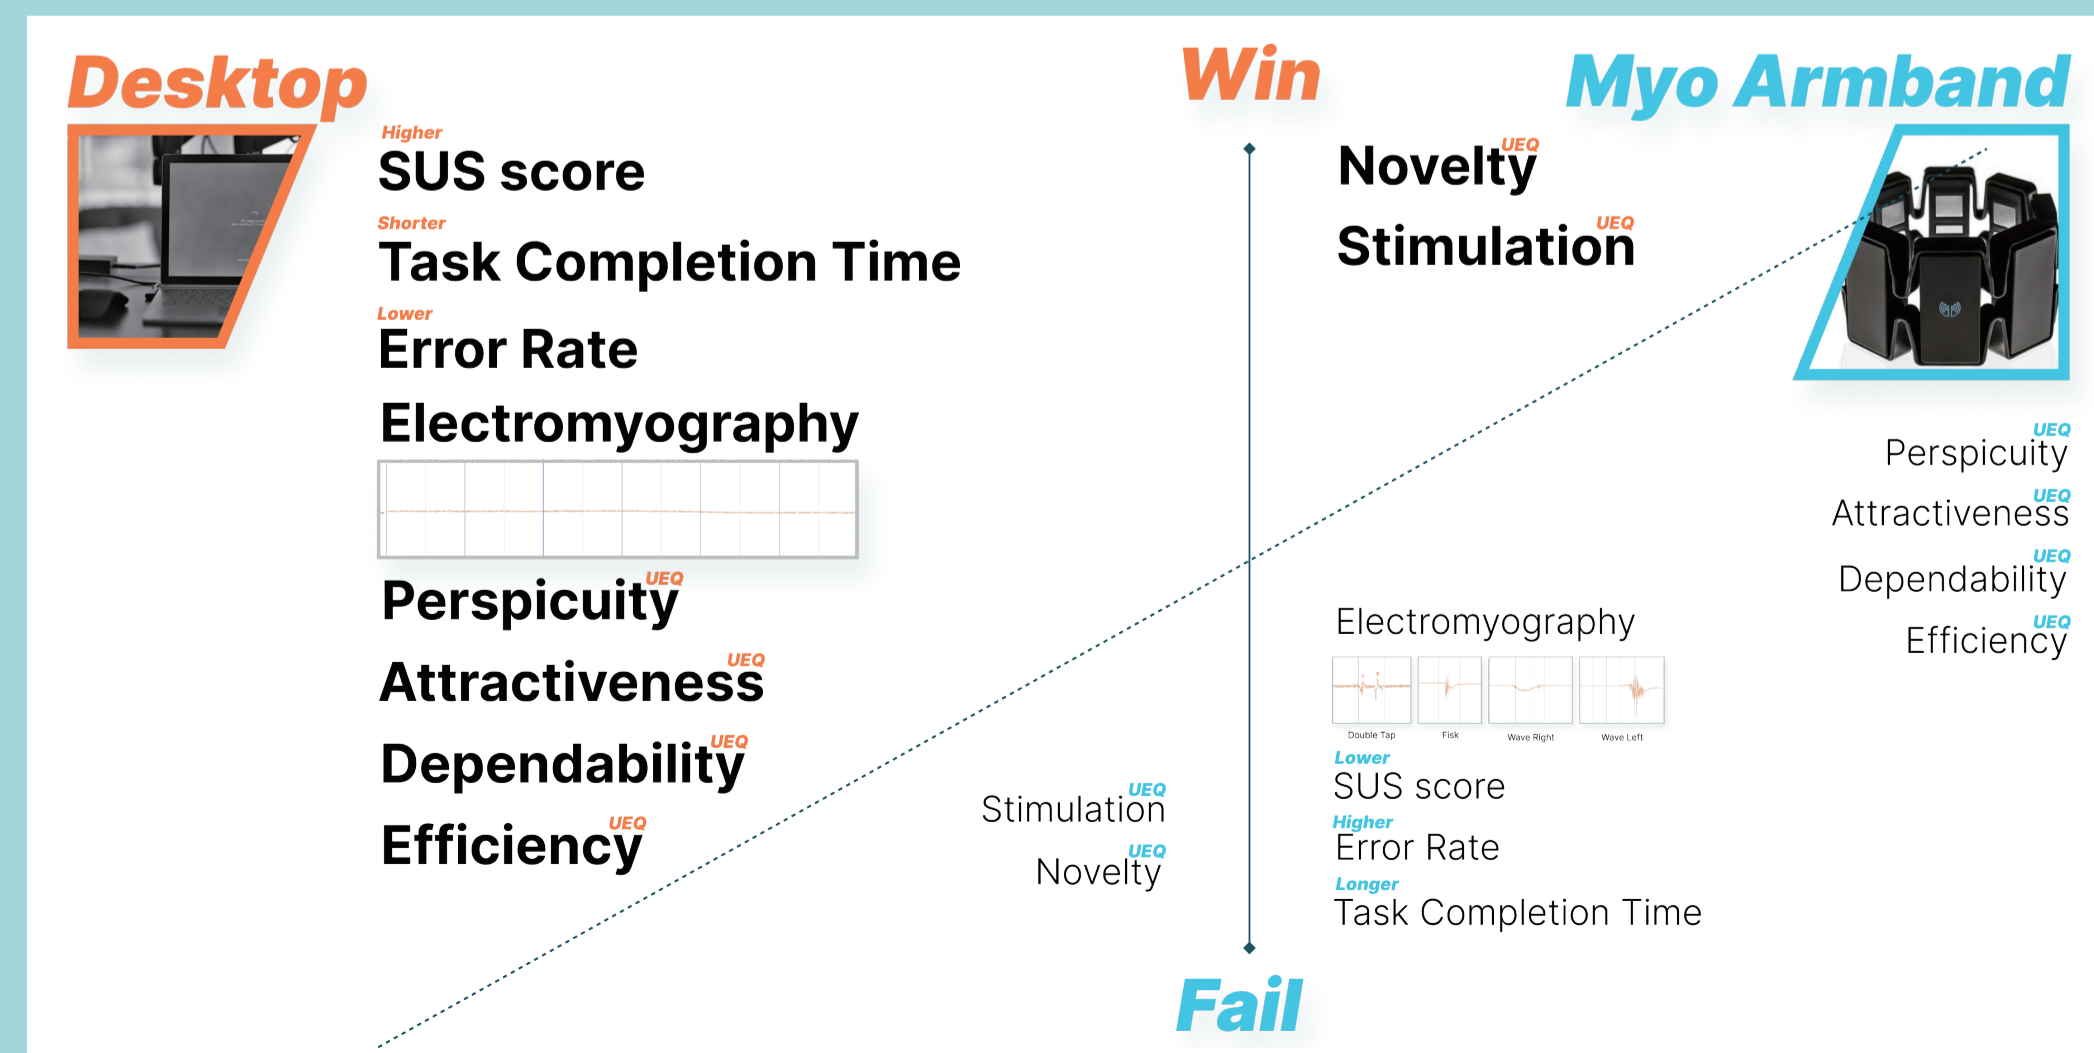 Desktop
Win
Myo Armband
Higher
SUS score
Shorter
Task Completion Time
Lower
Error Rate
Electromyography
UEQ
Perspicuity
UEQ
Attractiveness
UEQ
Dependability
UEQ
Efficiency
UEQ
Stimulation
UEQ
Novelty
UEQ
Novelty
UEQ
Stimulation
Electromyography
Double Tap
Fisk
Wave Right
Wave Left
Lower
SUS score
Higher
Error Rate
Longer
Task Completion Time
UEQ
Perspicuity
UEQ
Attractiveness
UEQ
Dependability
UEQ
Efficiency
Fail